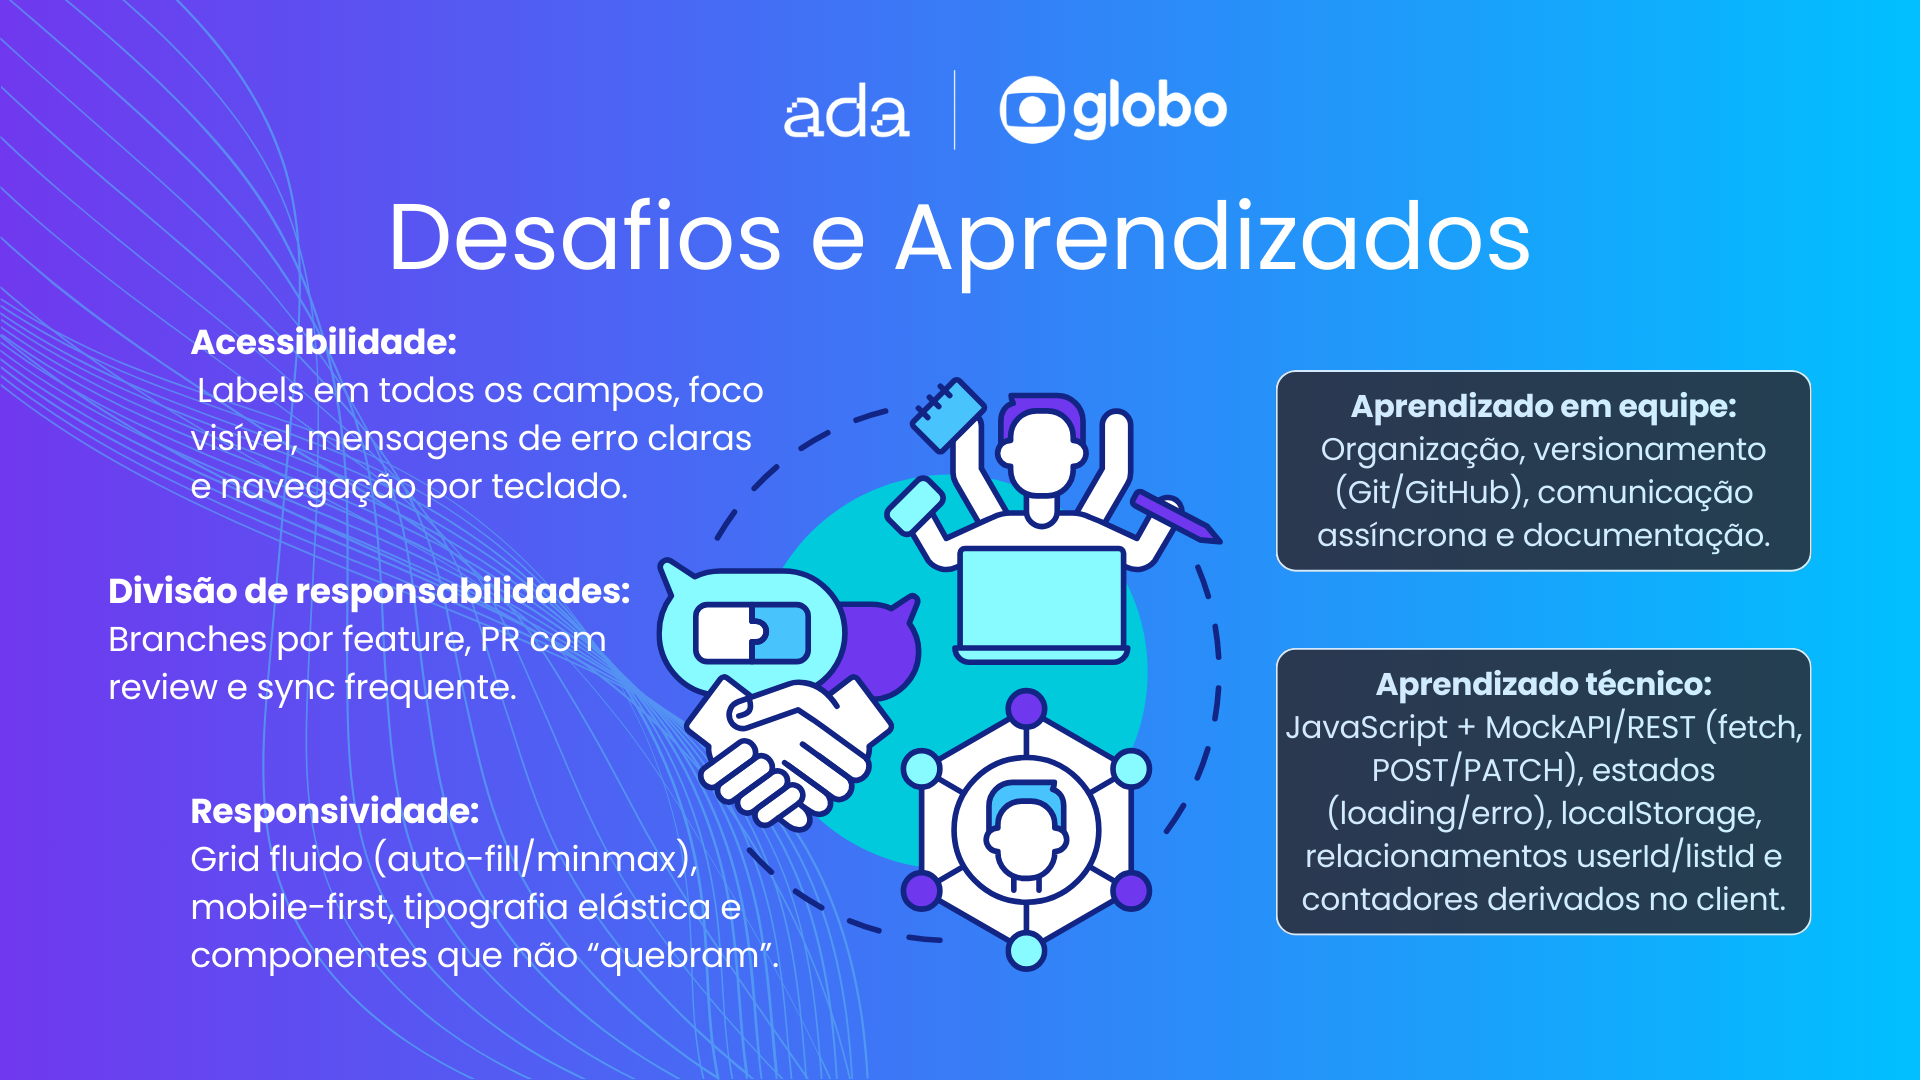 ada
globo
Desafios e Aprendizados
Acessibilidade:
Labels em todos os campos, foco
visível, mensagens de erro claras
e navegação por teclado.
Divisão de responsabilidades:
Branches por feature, PR com
review e sync frequente.
Responsividade:
Grid fluido (auto-fill/minmax),
mobile-first, tipografia elástica e
componentes que não “quebram”.
Aprendizado em equipe:
Organização, versionamento
(Git/GitHub), comunicação
assíncrona e documentação.
Aprendizado técnico:
JavaScript + MockAPI/REST (fetch,
POST/PATCH), estados
(loading/erro), localStorage,
relacionamentos userId/listId e
contadores derivados no client.